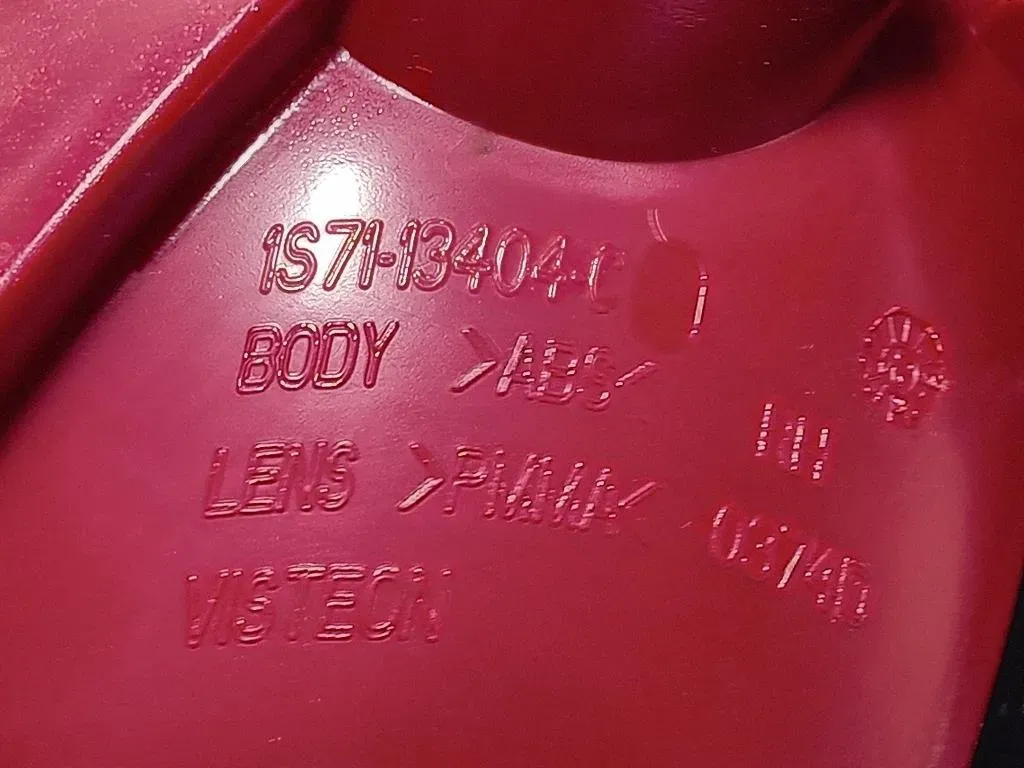 1S71-13404-C
BODY >ABS<
LENS >PMMA<
VISTEON